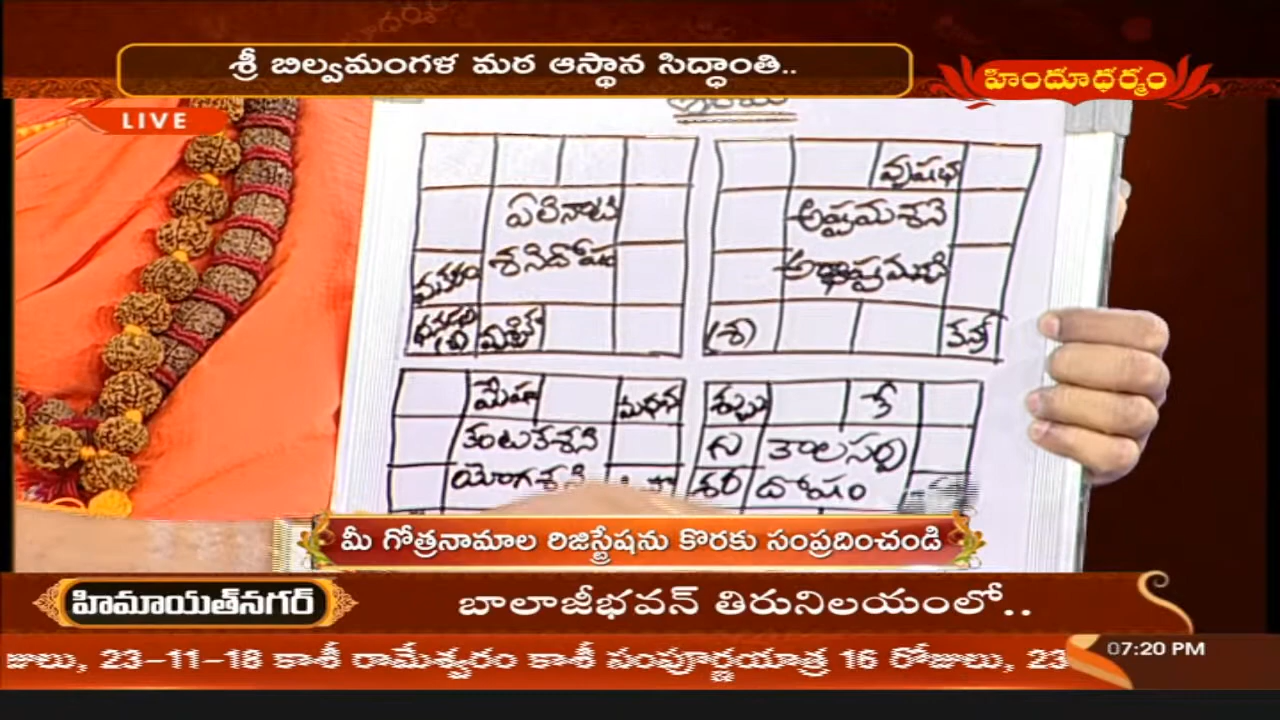 శ్రీ బిల్వమంగళ మఠ ఆస్థాన సిద్ధాంతి..
హిందూధర్మం
LIVE
ఏలినాటి
శనిదోషం
మకరం
వృషభ
అష్టమశని
అర్థాష్టమశని
మేష
కంటకశని
యోగశని
మిథున
కే
కాలసర్ప
దోషం
మీ గోత్రనామాల రిజిస్ట్రేషను కొరకు సంప్రదించండి
హిమాయత్‌నగర్
బాలాజీభవన్ తిరునిలయంలో..
జులు, 23-11-18 కాశీ రామేశ్వరం కాశీ సంపూర్ణయాత్ర 16 రోజులు, 23
07:20 PM